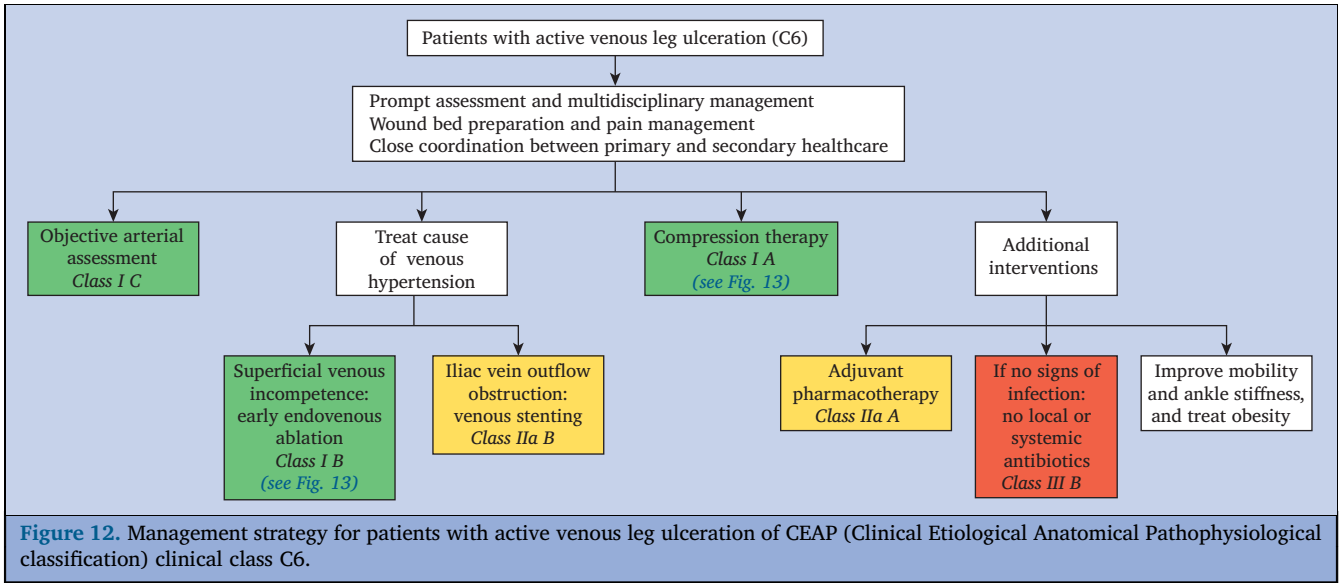 Patients with active venous leg ulceration (C6)
Prompt assessment and multidisciplinary management
Wound bed preparation and pain management
Close coordination between primary and secondary healthcare
Objective arterial
assessment
Class I C
Treat cause
of venous
hypertension
Compression therapy
Class I A
(see Fig. 13)
Additional
interventions
Superficial venous
incompetence:
early endovenous
ablation
Class I B
(see Fig. 13)
Iliac vein outflow
obstruction:
venous stenting
Class IIa B
Adjuvant
pharmacotherapy
Class IIa A
If no signs of
infection:
no local or
systemic
antibiotics
Class III B
Improve mobility
and ankle stiffness,
and treat obesity
Figure 12. Management strategy for patients with active venous leg ulceration of CEAP (Clinical Etiological Anatomical Pathophysiological
classification) clinical class C6.